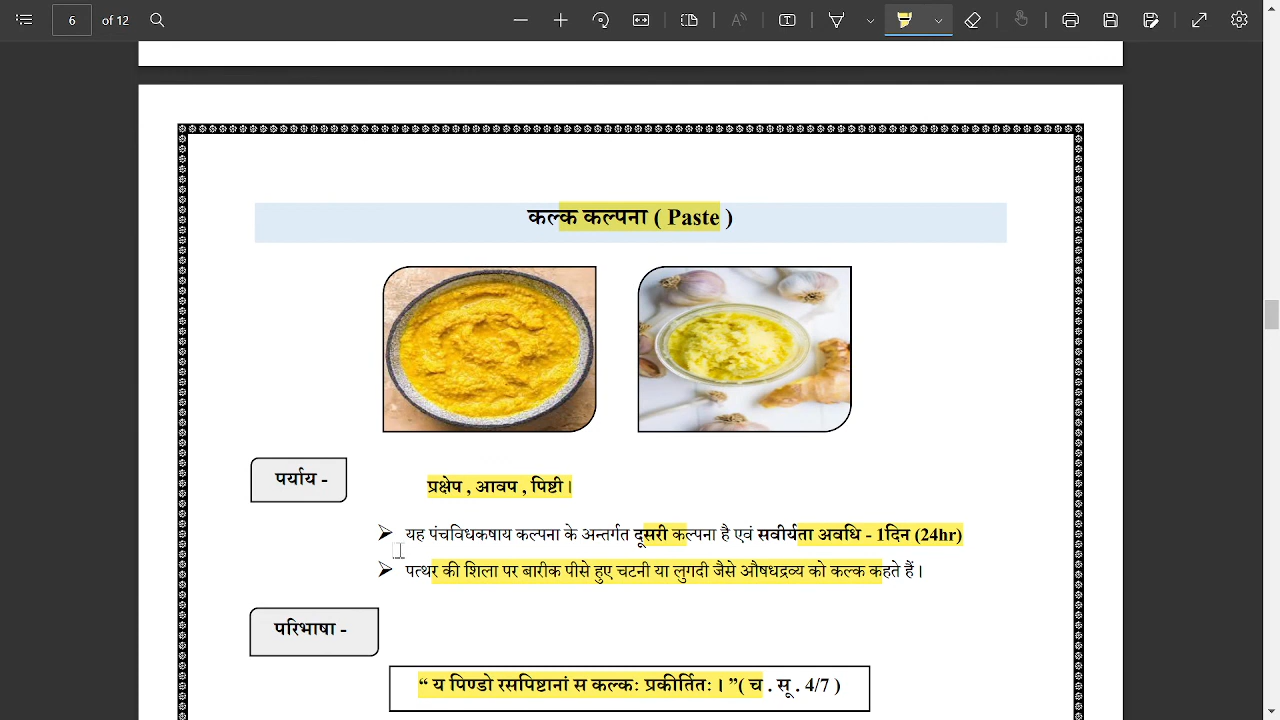 6 of 12
कल्क कल्पना ( Paste )
पर्याय -
प्रक्षेप , आवप , पिष्टी।
यह पंचविधकषाय कल्पना के अन्तर्गत दूसरी कल्पना है एवं सवीर्यता अवधि - 1दिन (24hr)
पत्थर की शिला पर बारीक पीसे हुए चटनी या लुगदी जैसे औषधद्रव्य को कल्क कहते हैं।
परिभाषा -
“ य पिण्डो रसपिष्टानां स कल्कः प्रकीर्तितः। ”( च . सू . 4/7 )